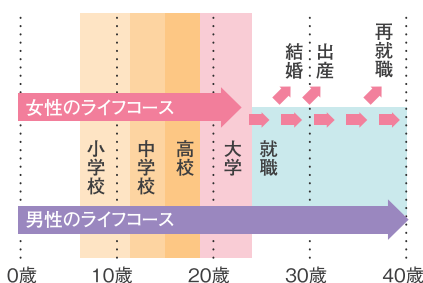 結婚
出産
再就職
女性のライフコース
小学校
中学校
高校
大学
就職
男性のライフコース
0歳
10歳
20歳
30歳
40歳